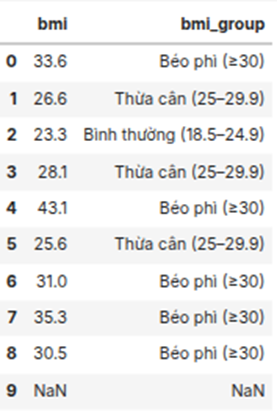 bmi bmi_group
0 33.6 Béo phì (≥30)
1 26.6 Thừa cân (25–29.9)
2 23.3 Bình thường (18.5–24.9)
3 28.1 Thừa cân (25–29.9)
4 43.1 Béo phì (≥30)
5 25.6 Thừa cân (25–29.9)
6 31.0 Béo phì (≥30)
7 35.3 Béo phì (≥30)
8 30.5 Béo phì (≥30)
9 NaN NaN